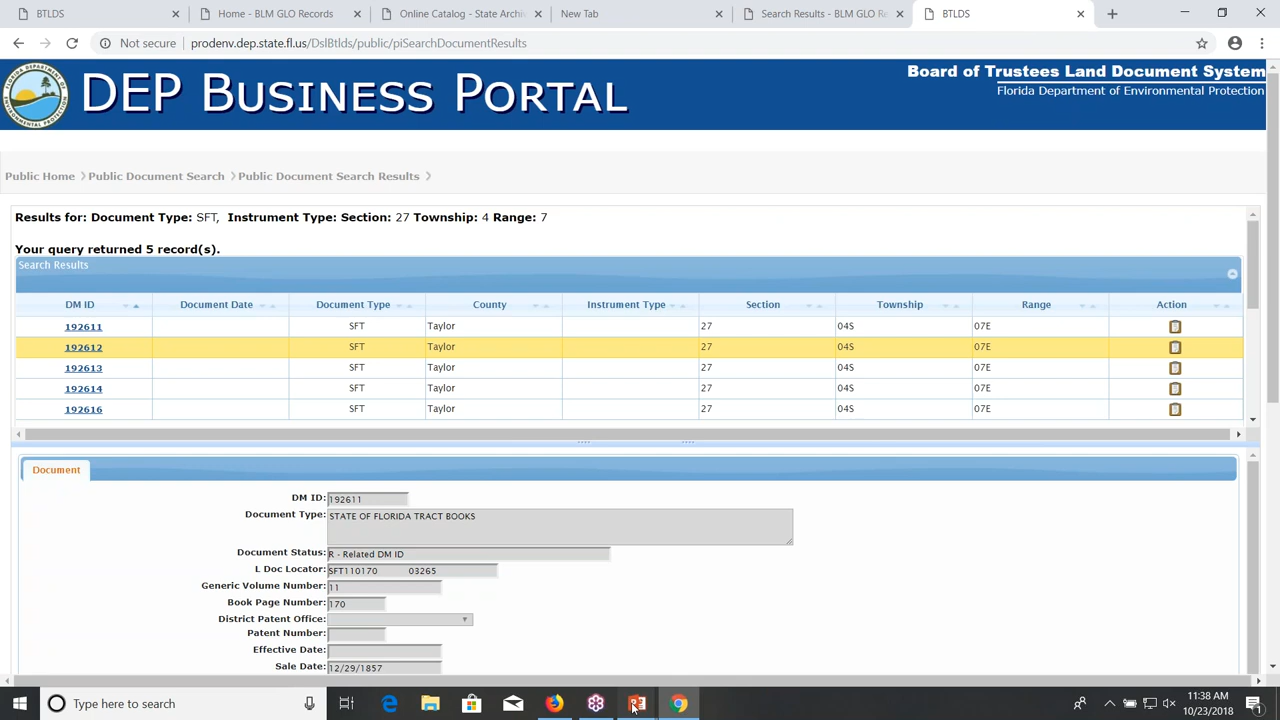 BTLDS
Home - BLM GLO Records
Online Catalog - State Archi
New Tab
Search Results - BLM GLO Re
BTLDS
Not secure
prodenv.dep.state.fl.us/DslBtlds/public/piSearchDocumentResults
DEP BUSINESS PORTAL
Board of Trustees Land Document System
Florida Department of Environmental Protection
Public Home Public Document Search Public Document Search Results
Results for: Document Type: SFT, Instrument Type: Section: 27 Township: 4 Range: 7
Your query returned 5 record(s).
Search Results
DM ID Document Date Document Type County Instrument Type Section Township Range Action
192611 SFT Taylor 27 04S 07E
192612 SFT Taylor 27 04S 07E
192613 SFT Taylor 27 04S 07E
192614 SFT Taylor 27 04S 07E
192616 SFT Taylor 27 04S 07E
Document
DM ID: 192611
Document Type: STATE OF FLORIDA TRACT BOOKS
Document Status: R - Related DM ID
L Doc Locator: SFT110170 03265
Generic Volume Number: 11
Book Page Number: 170
District Patent Office:
Patent Number:
Effective Date:
Sale Date: 12/29/1857
Type here to search
11:38 AM
10/23/2018